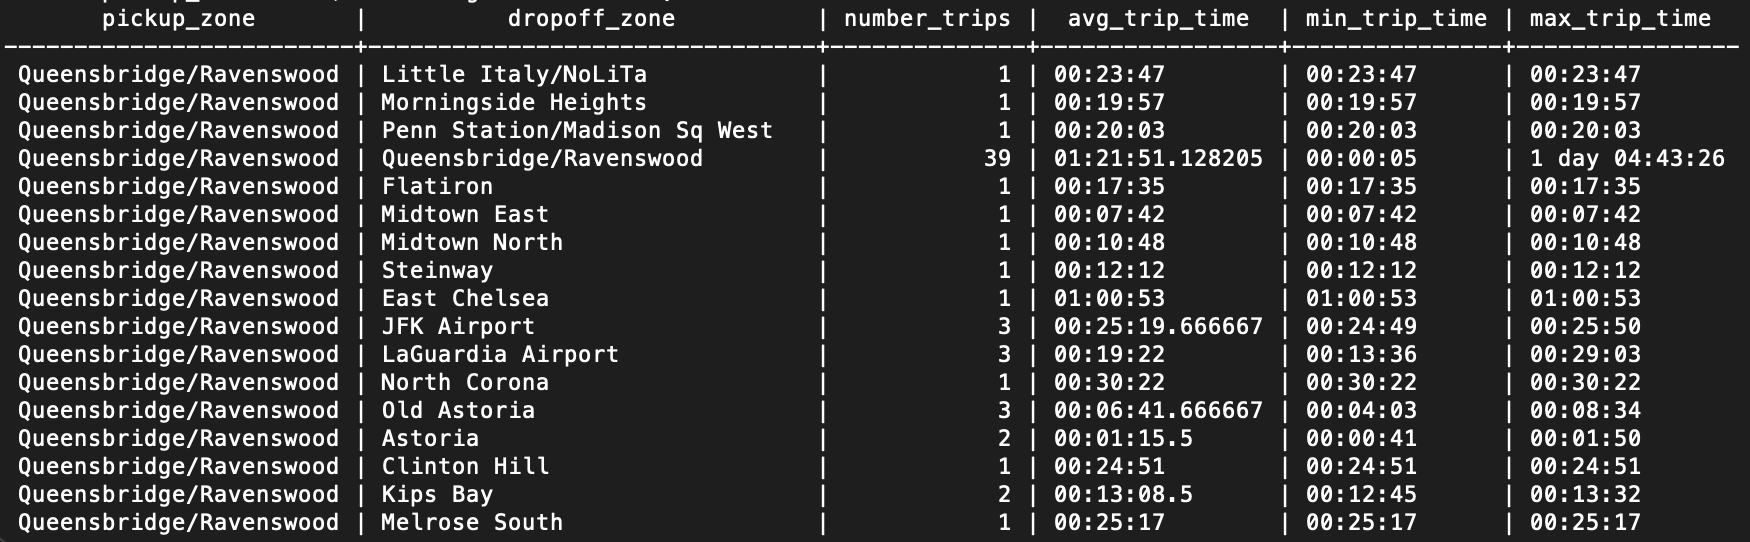 pickup_zone | dropoff_zone | number_trips | avg_trip_time | min_trip_time | max_trip_time
-------------------------+---------------------------------+--------------+-----------------+---------------+----------------
Queensbridge/Ravenswood | Little Italy/NoLiTa | 1 | 00:23:47 | 00:23:47 | 00:23:47
Queensbridge/Ravenswood | Morningside Heights | 1 | 00:19:57 | 00:19:57 | 00:19:57
Queensbridge/Ravenswood | Penn Station/Madison Sq West | 1 | 00:20:03 | 00:20:03 | 00:20:03
Queensbridge/Ravenswood | Queensbridge/Ravenswood | 39 | 01:21:51.128205 | 00:00:05 | 1 day 04:43:26
Queensbridge/Ravenswood | Flatiron | 1 | 00:17:35 | 00:17:35 | 00:17:35
Queensbridge/Ravenswood | Midtown East | 1 | 00:07:42 | 00:07:42 | 00:07:42
Queensbridge/Ravenswood | Midtown North | 1 | 00:10:48 | 00:10:48 | 00:10:48
Queensbridge/Ravenswood | Steinway | 1 | 00:12:12 | 00:12:12 | 00:12:12
Queensbridge/Ravenswood | East Chelsea | 1 | 01:00:53 | 01:00:53 | 01:00:53
Queensbridge/Ravenswood | JFK Airport | 3 | 00:25:19.666667 | 00:24:49 | 00:25:50
Queensbridge/Ravenswood | LaGuardia Airport | 3 | 00:19:22 | 00:13:36 | 00:29:03
Queensbridge/Ravenswood | North Corona | 1 | 00:30:22 | 00:30:22 | 00:30:22
Queensbridge/Ravenswood | Old Astoria | 3 | 00:06:41.666667 | 00:04:03 | 00:08:34
Queensbridge/Ravenswood | Astoria | 2 | 00:01:15.5 | 00:00:41 | 00:01:50
Queensbridge/Ravenswood | Clinton Hill | 1 | 00:24:51 | 00:24:51 | 00:24:51
Queensbridge/Ravenswood | Kips Bay | 2 | 00:13:08.5 | 00:12:45 | 00:13:32
Queensbridge/Ravenswood | Melrose South | 1 | 00:25:17 | 00:25:17 | 00:25:17